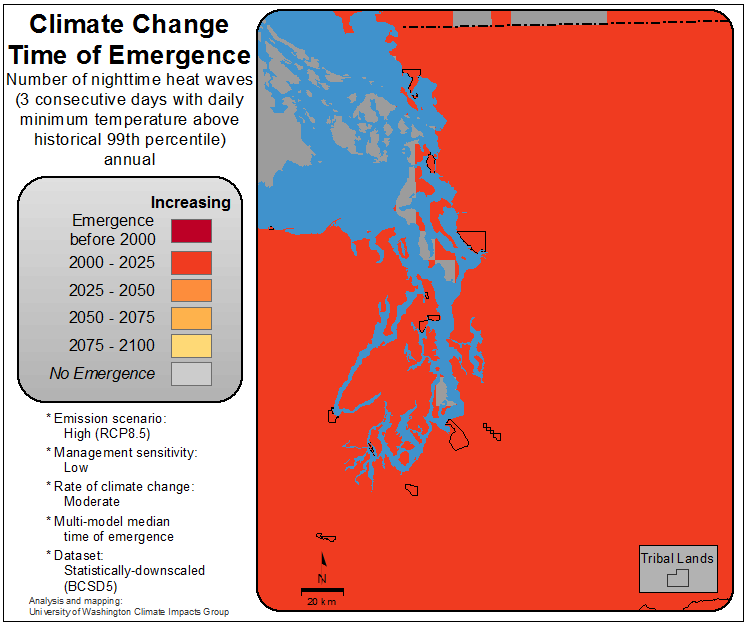 Climate Change
Time of Emergence
Number of nighttime heat waves
(3 consecutive days with daily
minimum temperature above
historical 99th percentile)
annual
Increasing
Emergence
before 2000
2000 - 2025
2025 - 2050
2050 - 2075
2075 - 2100
No Emergence
* Emission scenario:
High (RCP8.5)
* Management sensitivity:
Low
* Rate of climate change:
Moderate
* Multi-model median
time of emergence
* Dataset:
Statistically-downscaled
(BCSD5)
Analysis and mapping:
University of Washington Climate Impacts Group
N
20 km
Tribal Lands